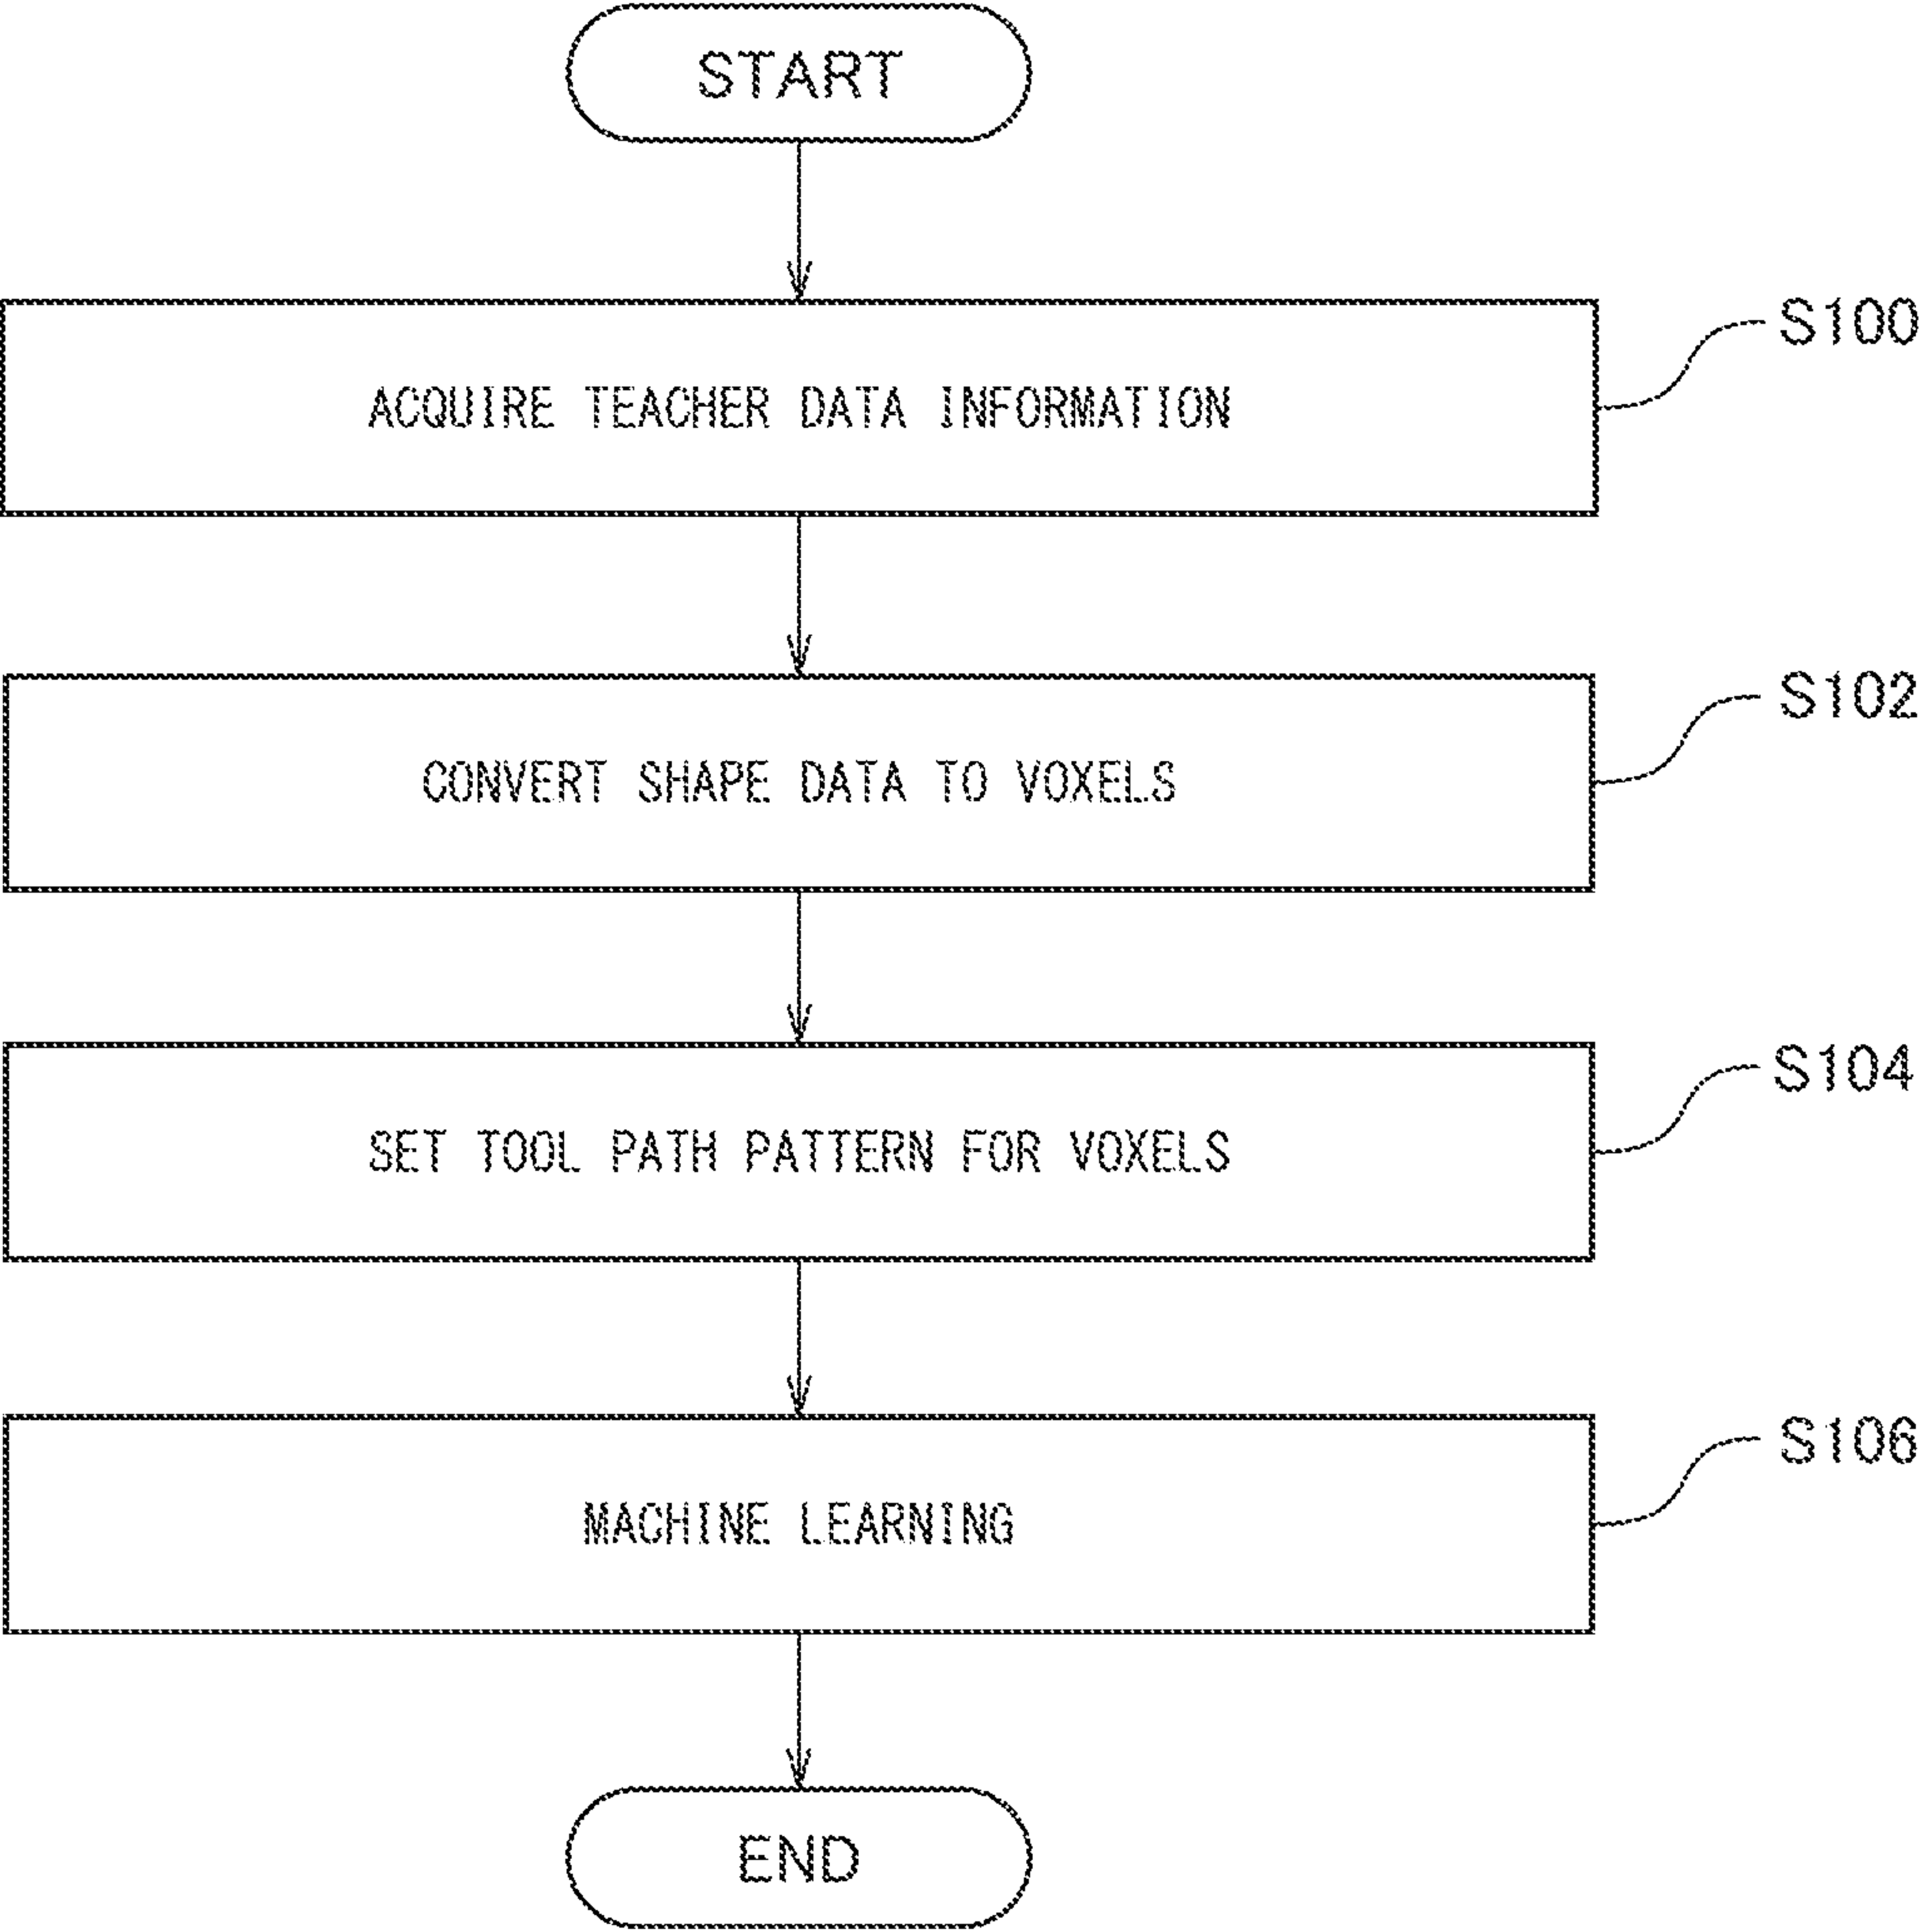 START
S100
ACQUIRE TEACHER DATA INFORMATION
S102
CONVERT SHAPE DATA TO VOXELS
S104
SET TOOL PATH PATTERN FOR VOXELS
S106
MACHINE LEARNING
END